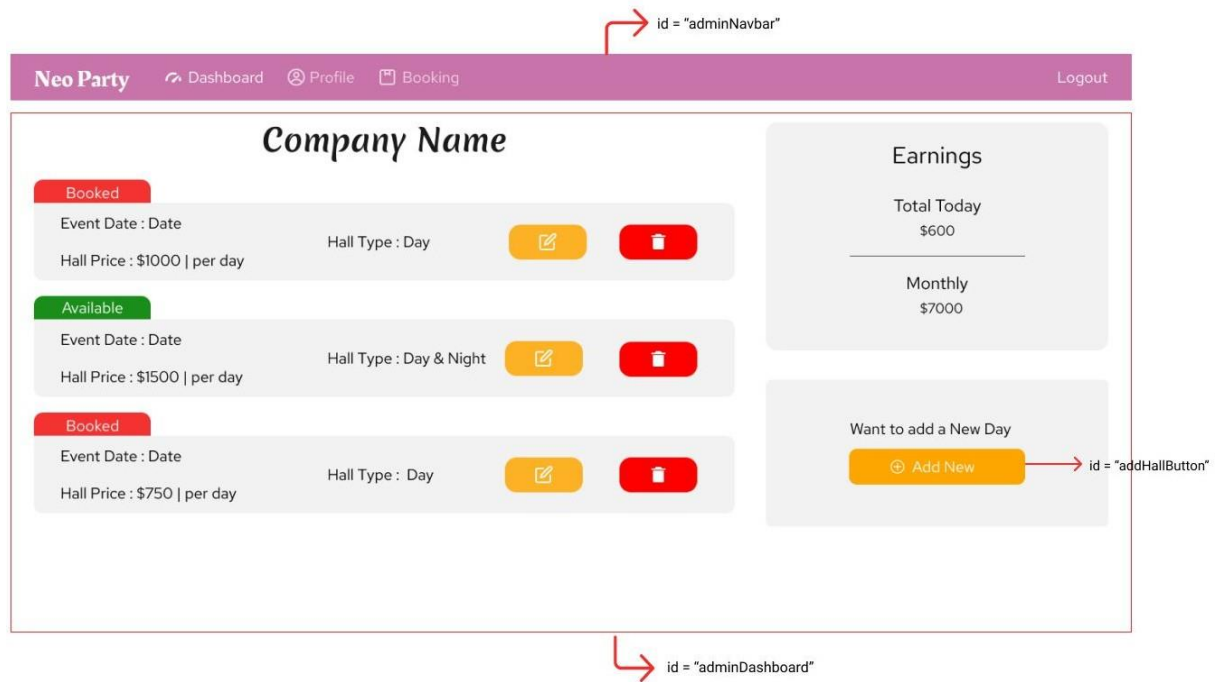 id = “adminNavbar”
Neo Party Dashboard Profile Booking Logout
Company Name
Booked
Event Date : Date
Hall Price : $1000 | per day
Hall Type : Day
Available
Event Date : Date
Hall Price : $1500 | per day
Hall Type : Day & Night
Booked
Event Date : Date
Hall Price : $750 | per day
Hall Type : Day
Earnings
Total Today
$600
Monthly
$7000
Want to add a New Day
Add New
id = “addHallButton”
id = “adminDashboard”